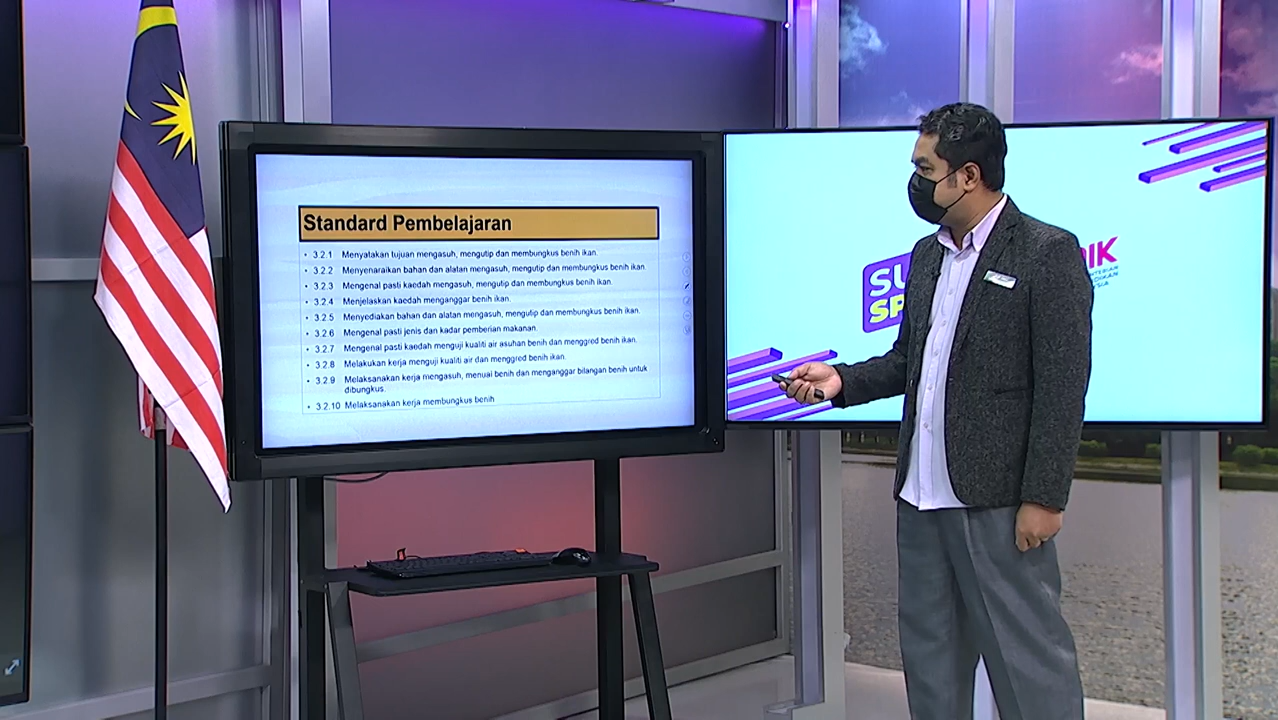 Standard Pembelajaran
• 3.2.1 Menyatakan tujuan mengasuh, mengutip dan membungkus benih ikan.
• 3.2.2 Menyenaraikan bahan dan alatan mengasuh, mengutip dan membungkus benih ikan.
• 3.2.3 Mengenal pasti kaedah mengasuh, mengutip dan membungkus benih ikan.
• 3.2.4 Menjelaskan kaedah menganggar benih ikan.
• 3.2.5 Menyediakan bahan dan alatan mengasuh, mengutip dan membungkus benih ikan.
• 3.2.6 Mengenal pasti jenis dan kadar pemberian makanan.
• 3.2.7 Mengenal pasti kaedah menguji kualiti air asuhan benih dan menggred benih ikan.
• 3.2.8 Melakukan kerja menguji kualiti air dan menggred benih ikan.
• 3.2.9 Melaksanakan kerja mengasuh, menuai benih dan menganggar bilangan benih untuk
dibungkus.
• 3.2.10 Melaksanakan kerja membungkus benih
SU
SP
IK